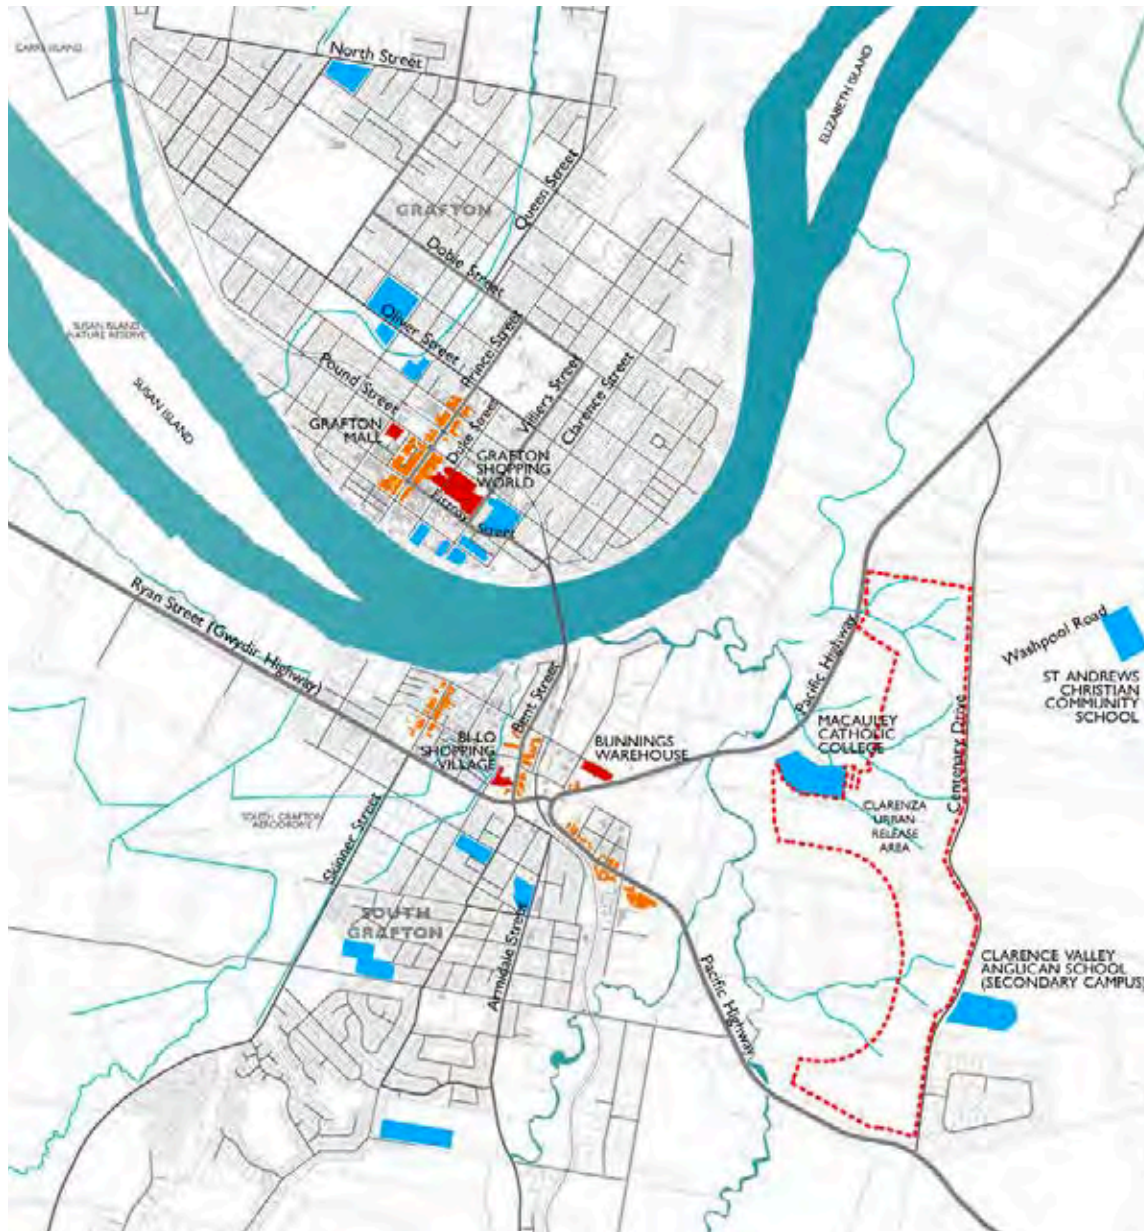 North Street
ELIZABETH ISLAND
Queen Street
GRAFTON
Dobie Street
Oliver Street
SUSAN ISLAND
NATURE RESERVE
Prince Street
Pound Street
SUSAN ISLAND
Villiers Street
Clarence Street
GRAFTON
MALL
Duke Street
GRAFTON
SHOPPING
WORLD
Fitzroy Street
Ryan Street (Gwydir Highway)
Washpool Road
Pacific Highway
ST ANDREWS
CHRISTIAN
COMMUNITY
SCHOOL
Bent Street
MACAULEY
CATHOLIC
COLLEGE
BI-LO
SHOPPING
VILLAGE
BUNNINGS
WAREHOUSE
Centenary Drive
CLARENZA
URBAN
RELEASE
AREA
SOUTH GRAFTON
AERODROME
Skinner Street
SOUTH
GRAFTON
Armidale Street
Pacific Highway
CLARENCE VALLEY
ANGLICAN SCHOOL
(SECONDARY CAMPUS)